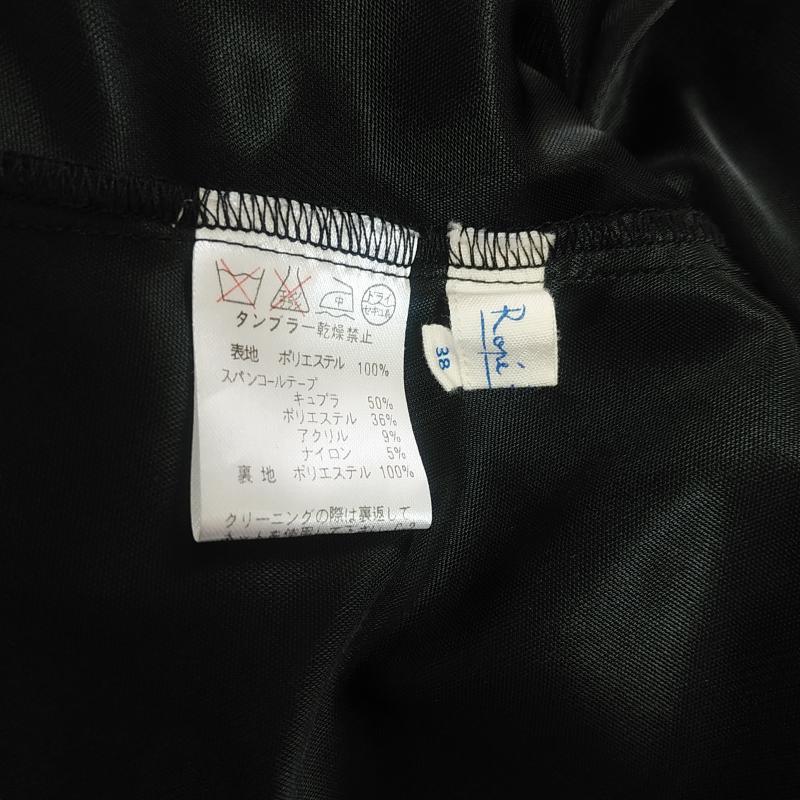 中
ドライ
セキユ系
タンブラー乾燥禁止
表地 ポリエステル 100%
スパンコールテープ
キュプラ 50%
ポリエステル 36%
アクリル 9%
ナイロン 5%
裏地 ポリエステル 100%
クリーニングの際は裏返して
38